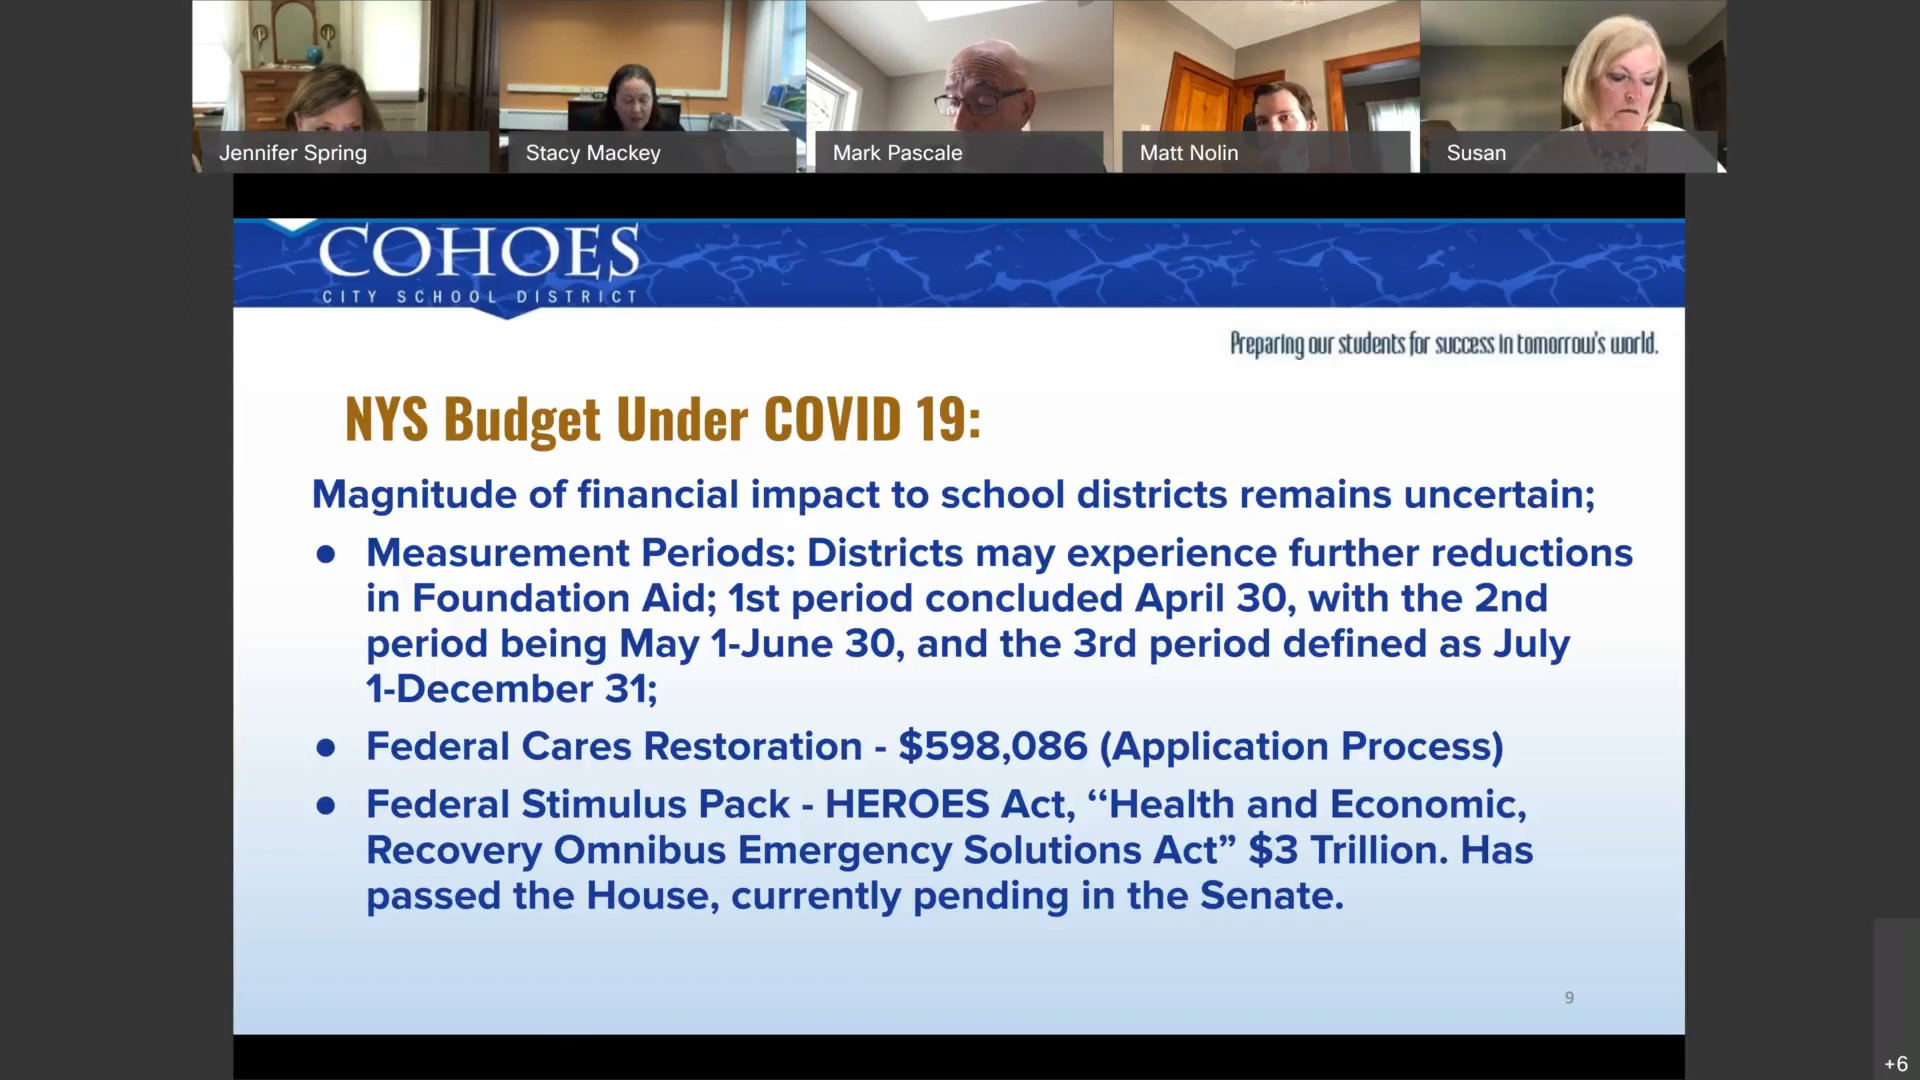 Jennifer Spring
Stacy Mackey
Mark Pascale
Matt Nolin
Susan
COHOES
CITY SCHOOL DISTRICT
Preparing our students for success in tomorrow's world.
NYS Budget Under COVID 19:
Magnitude of financial impact to school districts remains uncertain;
● Measurement Periods: Districts may experience further reductions
in Foundation Aid; 1st period concluded April 30, with the 2nd
period being May 1-June 30, and the 3rd period defined as July
1-December 31;
● Federal Cares Restoration - $598,086 (Application Process)
● Federal Stimulus Pack - HEROES Act, ‘‘Health and Economic,
Recovery Omnibus Emergency Solutions Act” $3 Trillion. Has
passed the House, currently pending in the Senate.
9
+6